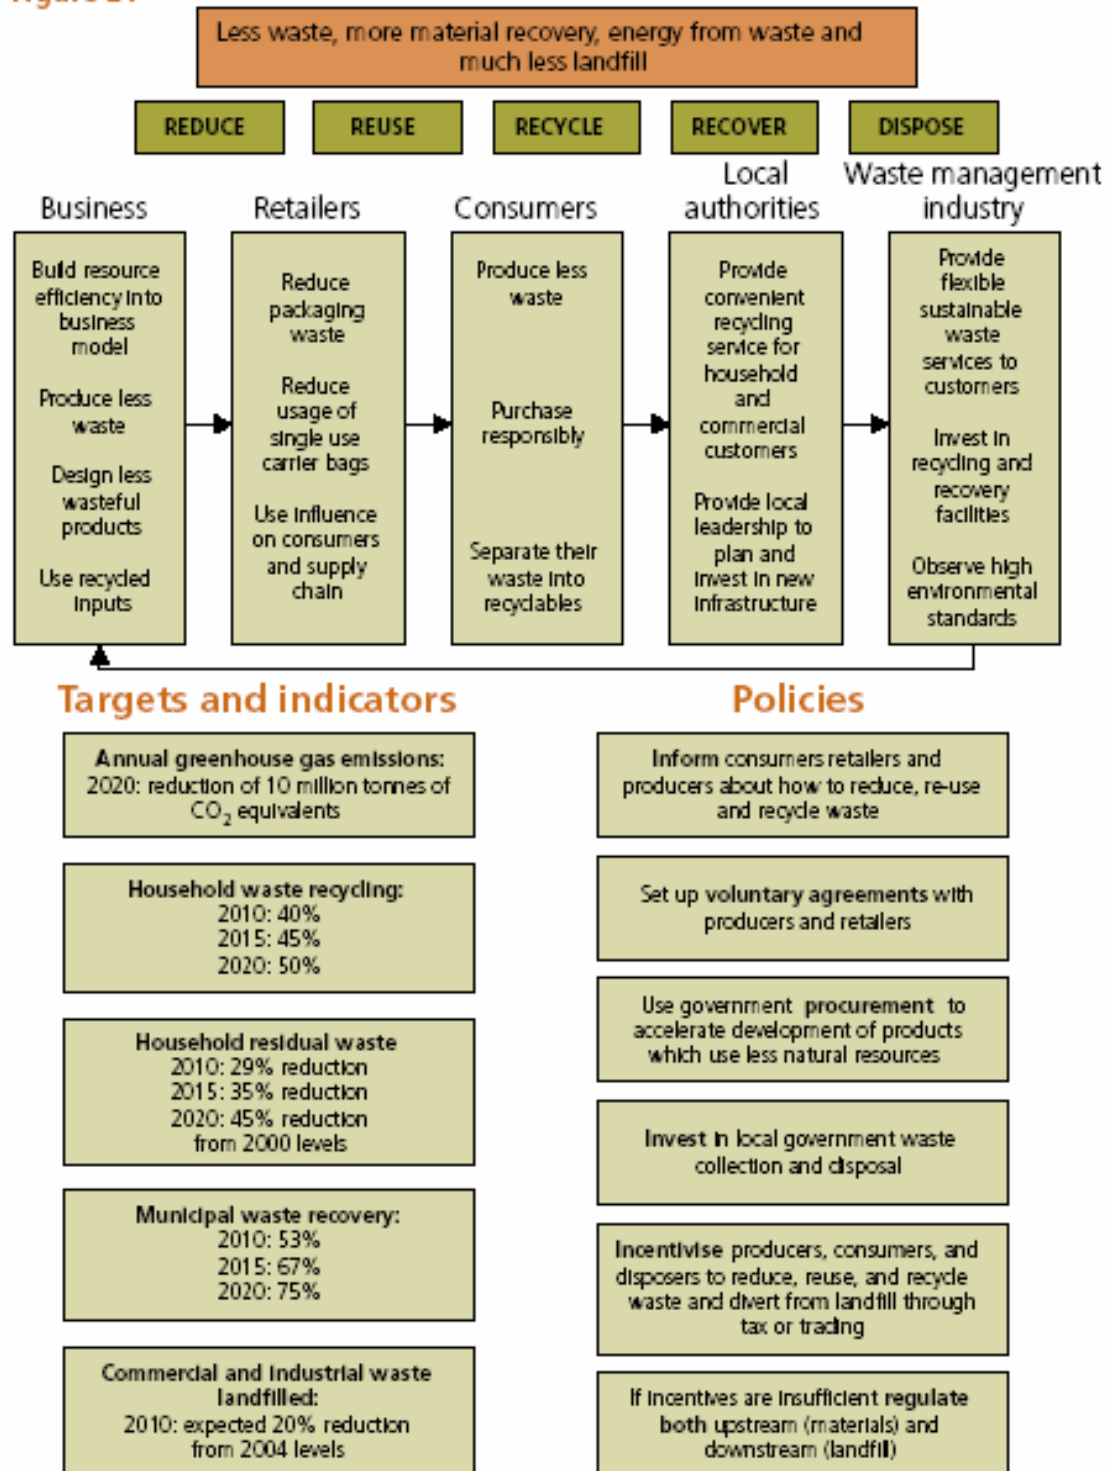 Less waste, more material recovery, energy from waste and
much less landfill
REDUCE
REUSE
RECYCLE
RECOVER
DISPOSE
Business
Build resource
efficiency into
business
model
Produce less
waste
Design less
wasteful
products
Use recycled
inputs
Retailers
Reduce
packaging
waste
Reduce
usage of
single use
carrier bags
Use influence
on consumers
and supply
chain
Consumers
Produce less
waste
Purchase
responsibly
Separate their
waste into
recyclables
Local
authorities
Provide
convenient
recycling
service for
household
and
commercial
customers
Provide local
leadership to
plan and
invest in new
infrastructure
Waste management
industry
Provide
flexible
sustainable
waste
services to
customers
Invest in
recycling and
recovery
facilities
Observe high
environmental
standards
Targets and indicators
Annual greenhouse gas emissions:
2020: reduction of 10 million tonnes of
CO₂ equivalents
Household waste recycling:
2010: 40%
2015: 45%
2020: 50%
Household residual waste
2010: 29% reduction
2015: 35% reduction
2020: 45% reduction
from 2000 levels
Municipal waste recovery:
2010: 53%
2015: 67%
2020: 75%
Commercial and industrial waste
landfilled:
2010: expected 20% reduction
from 2004 levels
Policies
Inform consumers retailers and
producers about how to reduce, re-use
and recycle waste
Set up voluntary agreements with
producers and retailers
Use government procurement to
accelerate development of products
which use less natural resources
Invest in local government waste
collection and disposal
Incentivise producers, consumers, and
disposers to reduce, reuse, and recycle
waste and divert from landfill through
tax or trading
If incentives are insufficient regulate
both upstream (materials) and
downstream (landfill)